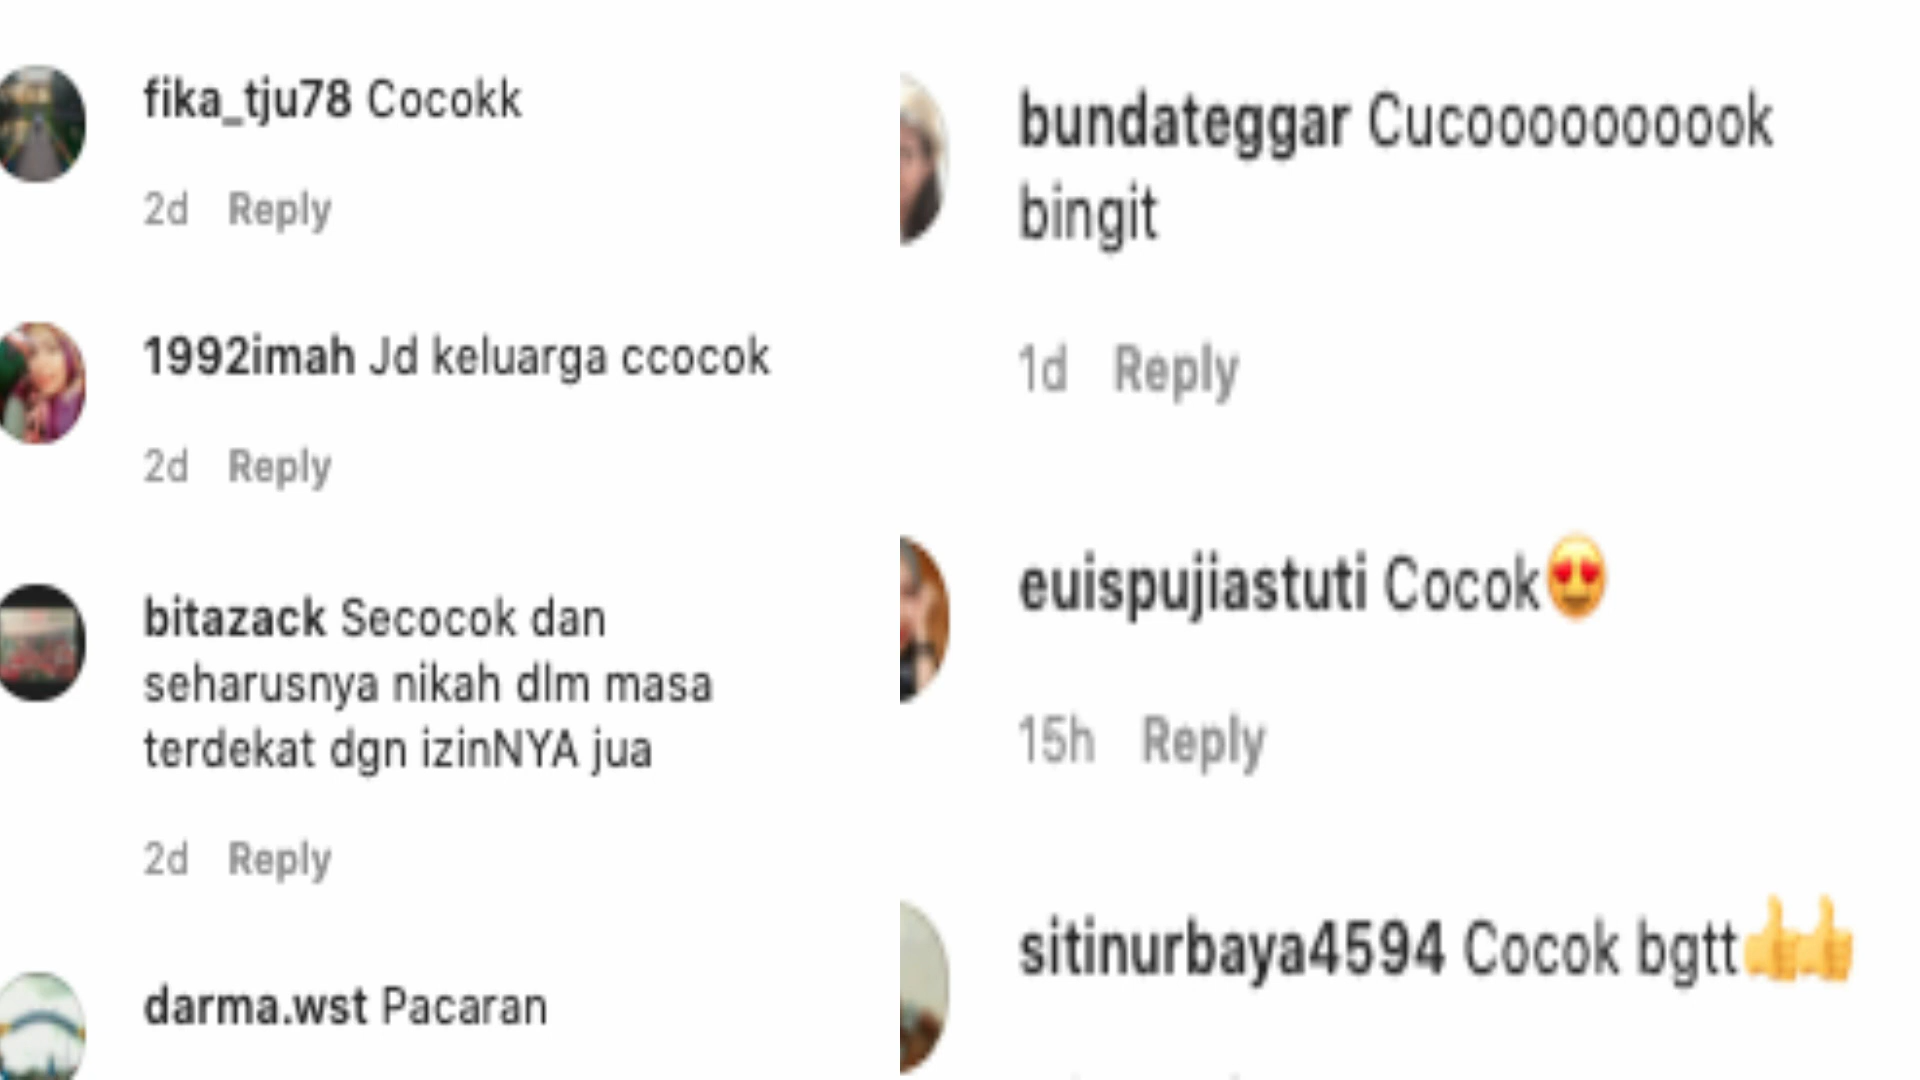 fika_tju78 Cocokk
2d Reply
1992imah Jd keluarga ccocok
2d Reply
bitazack Secocok dan
seharusnya nikah dlm masa
terdekat dgn izinNYA jua
2d Reply
darma.wst Pacaran
bundateggar Cucoooooooook
bingit
1d Reply
euispujiastuti Cocok😍
15h Reply
sitinurbaya4594 Cocok bgtt👍👍